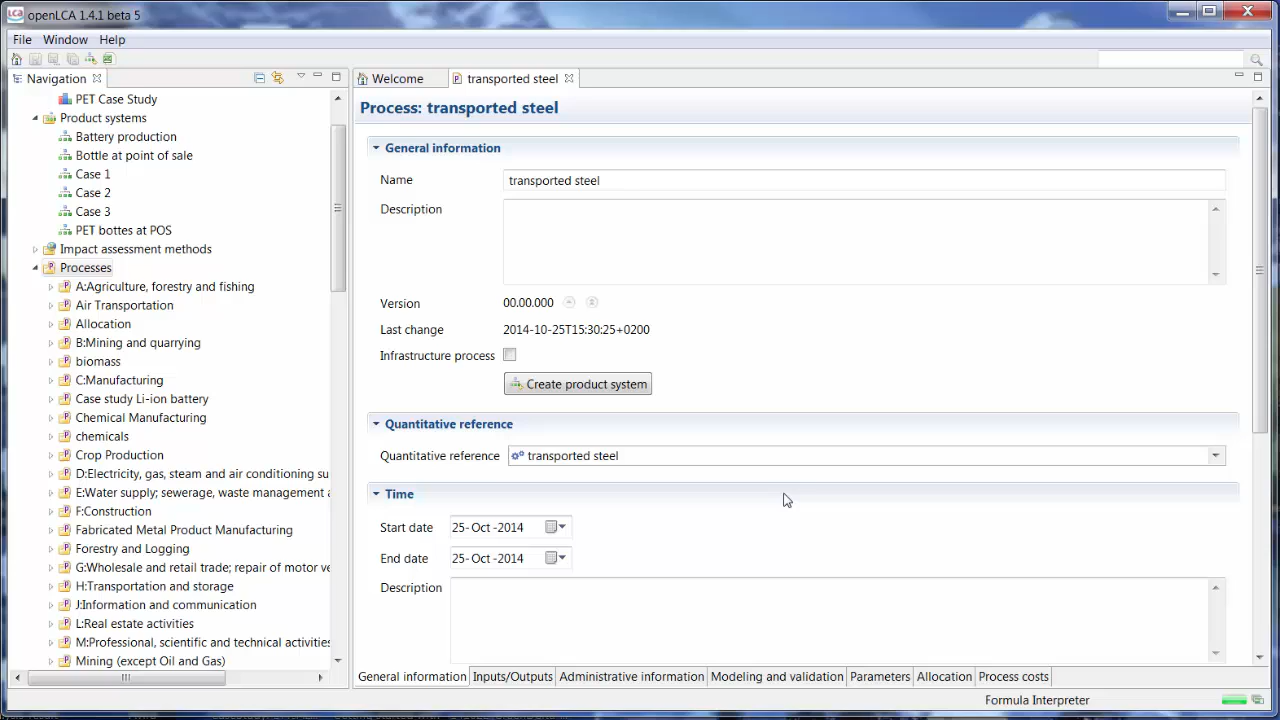 openLCA 1.4.1 beta 5
File Window Help
Navigation
PET Case Study
Product systems
Battery production
Bottle at point of sale
Case 1
Case 2
Case 3
PET bottes at POS
Impact assessment methods
Processes
A:Agriculture, forestry and fishing
Air Transportation
Allocation
B:Mining and quarrying
biomass
C:Manufacturing
Case study Li-ion battery
Chemical Manufacturing
chemicals
Crop Production
D:Electricity, gas, steam and air conditioning su
E:Water supply; sewerage, waste management a
F:Construction
Fabricated Metal Product Manufacturing
Forestry and Logging
G:Wholesale and retail trade; repair of motor ve
H:Transportation and storage
J:Information and communication
L:Real estate activities
M:Professional, scientific and technical activities
Mining (except Oil and Gas)
Welcome transported steel
Process: transported steel
General information
Name transported steel
Description
Version 00.00.000
Last change 2014-10-25T15:30:25+0200
Infrastructure process
Create product system
Quantitative reference
Quantitative reference transported steel
Time
Start date 25-Oct -2014
End date 25-Oct -2014
Description
General information Inputs/Outputs Administrative information Modeling and validation Parameters Allocation Process costs
Formula Interpreter